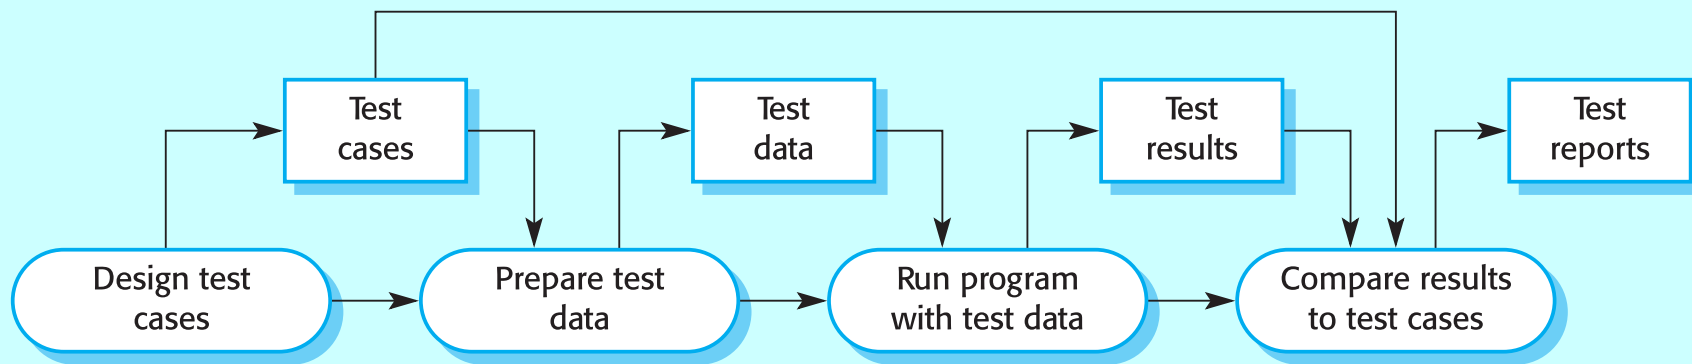 Test
cases
Test
data
Test
results
Test
reports
Design test
cases
Prepare test
data
Run program
with test data
Compare results
to test cases